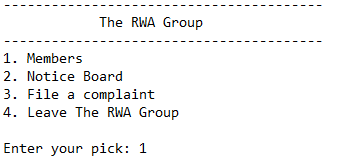 ----------------------------------------
The RWA Group
----------------------------------------
1. Members
2. Notice Board
3. File a complaint
4. Leave The RWA Group
Enter your pick: 1